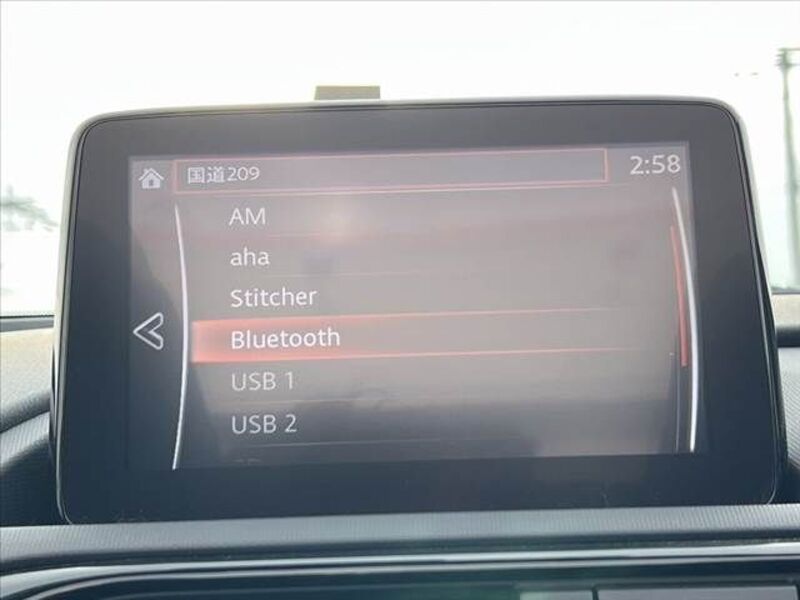 国道209
2:58
AM
aha
Stitcher
Bluetooth
USB 1
USB 2